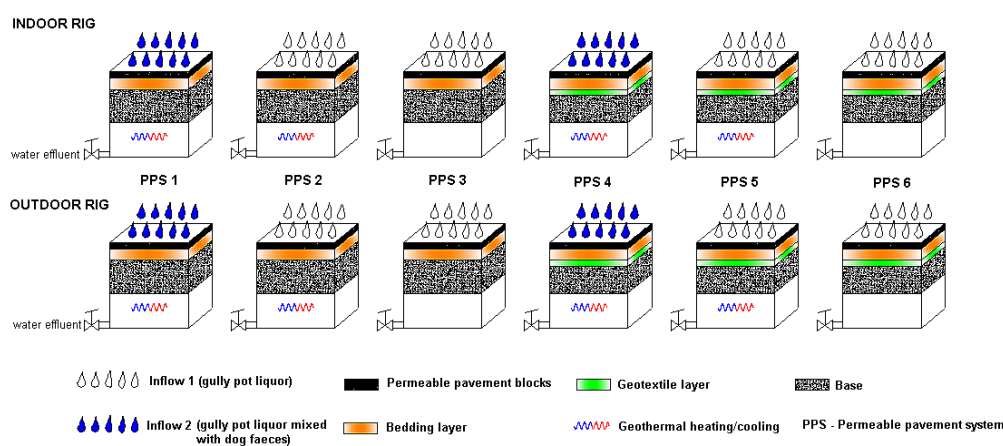 INDOOR RIG
water effluent
PPS 1 PPS 2 PPS 3 PPS 4 PPS 5 PPS 6
OUTDOOR RIG
water effluent
Inflow 1 (gully pot liquor) Permeable pavement blocks Geotextile layer Base
Inflow 2 (gully pot liquor mixed with dog faeces) Bedding layer Geothermal heating/cooling PPS - Permeable pavement system